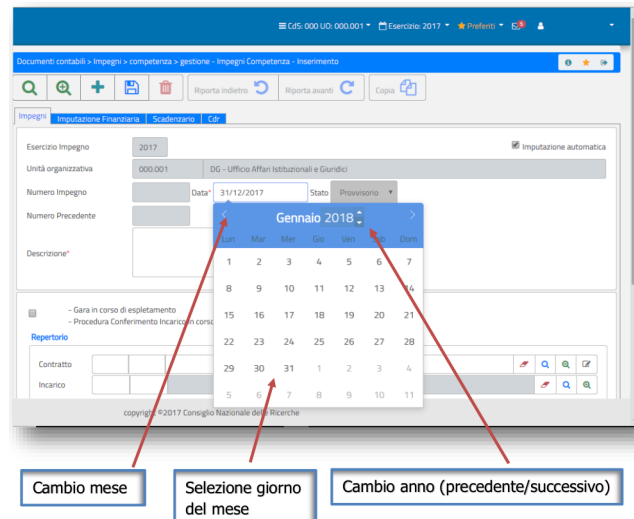 CdS: 000 UO: 000.001 Esercizio: 2017 Preferiti 5
Documenti contabili > Impegni > competenza > gestione - Impegni Competenza - Inserimento
Riporta indietro Riporta avanti Copia
Impegni Imputazione Finanziaria Scadenzario Cdr
Esercizio Impegno 2017 Imputazione automatica
Unità organizzativa 000.001 DG - Ufficio Affari Istituzionali e Giuridici
Numero Impegno Data* 31/12/2017 Stato Provvisorio
Numero Precedente
Gennaio 2018
Lun Mar Mer Gio Ven Sab Dom
Descrizione*
1 2 3 4 5 6 7
8 9 10 11 12 13 14
15 16 17 18 19 20 21
22 23 24 25 26 27 28
29 30 31 1 2 3 4
5 6 7 8 9 10 11
- Gara in corso di espletamento
- Procedura Conferimento Incarico in corso
Repertorio
Contratto
Incarico
copyright ©2017 Consiglio Nazionale delle Ricerche
Cambio mese
Selezione giorno
del mese
Cambio anno (precedente/successivo)